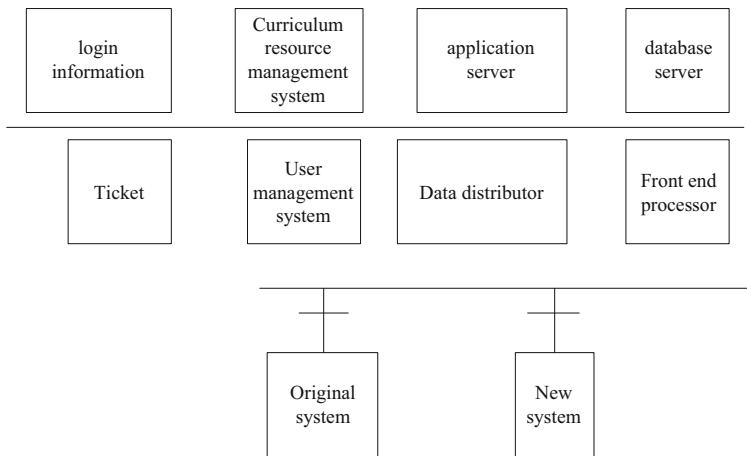 login
information
Curriculum
resource
management
system
application
server
database
server
Ticket
User
management
system
Data distributor
Front end
processor
Original
system
New
system